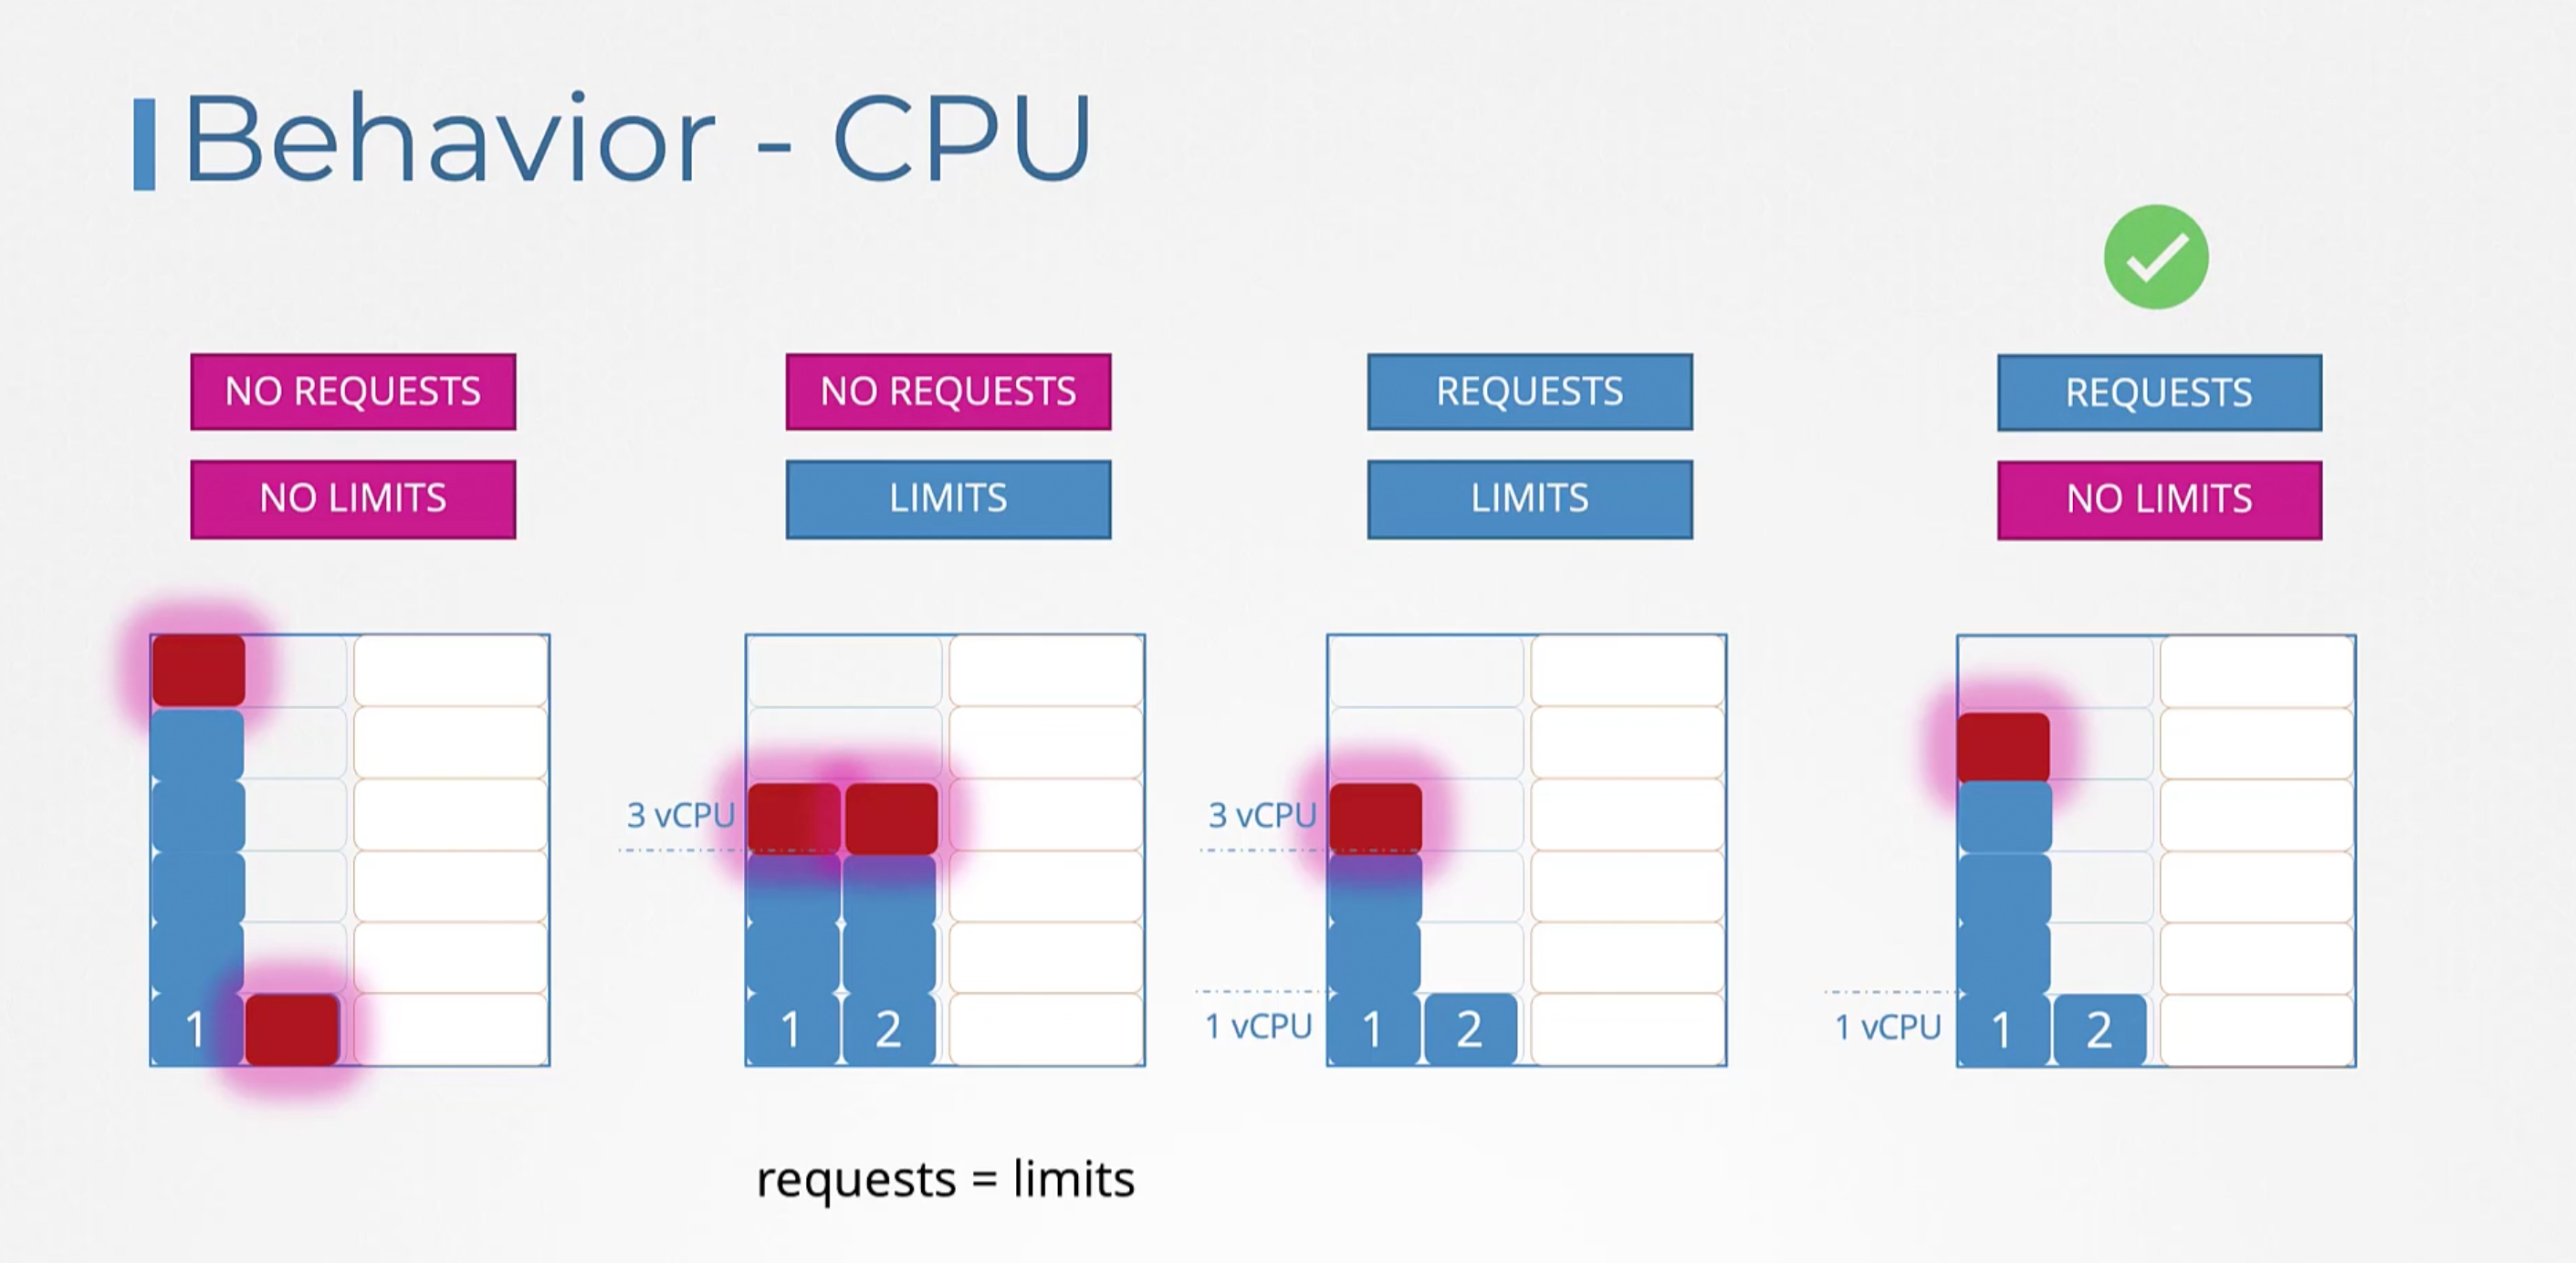 Behavior - CPU
NO REQUESTS
NO LIMITS
1
NO REQUESTS
LIMITS
3 vCPU
1 2
requests = limits
REQUESTS
LIMITS
3 vCPU
1 vCPU
1 2
REQUESTS
NO LIMITS
1 vCPU
1 2